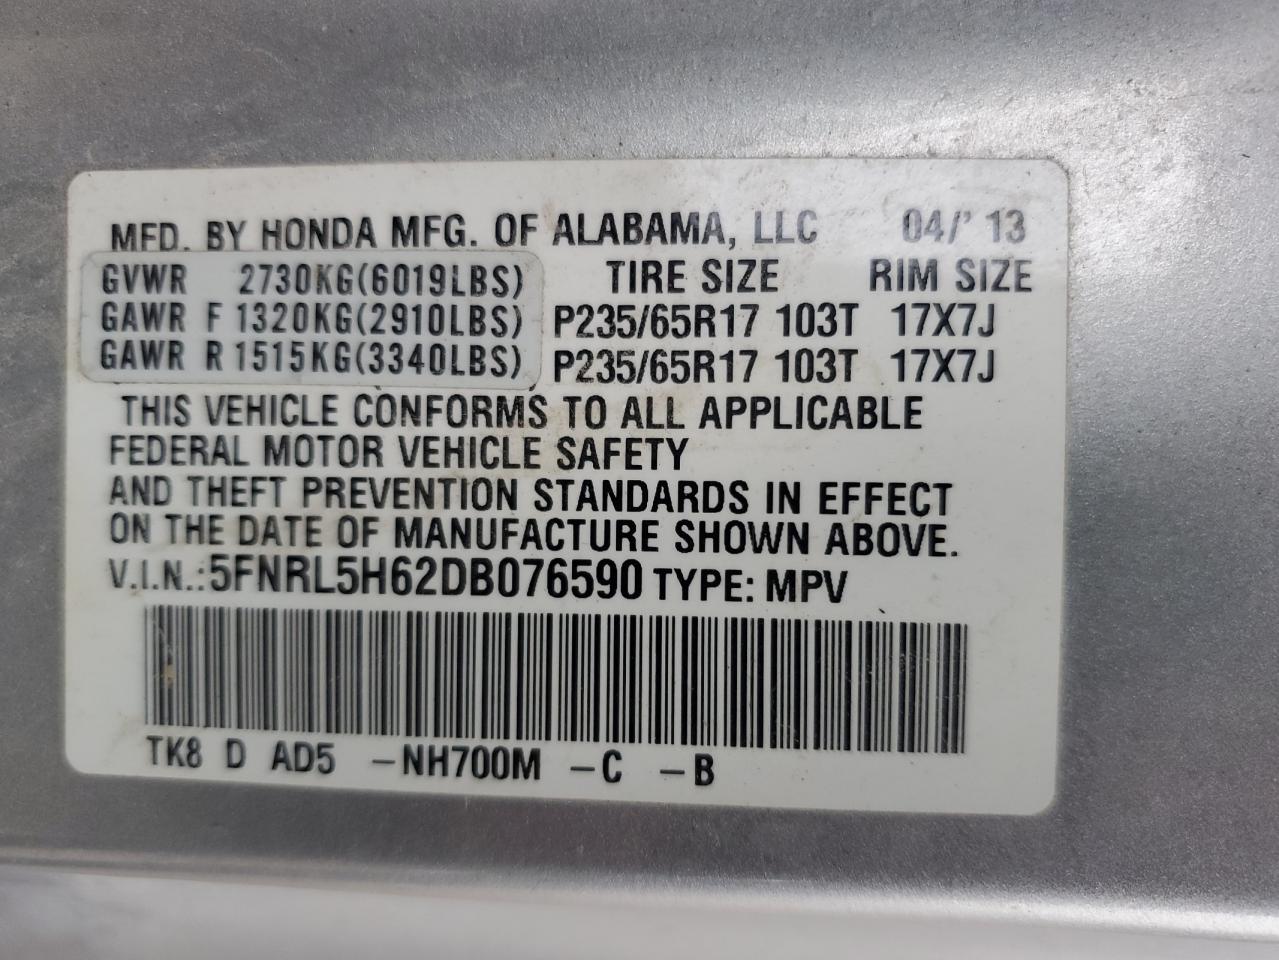 MFD. BY HONDA MFG. OF ALABAMA, LLC 04/' 13
GVWR 2730KG(6019LBS) TIRE SIZE RIM SIZE
GAWR F 1320KG(2910LBS) P235/65R17 103T 17X7J
GAWR R 1515KG(3340LBS) P235/65R17 103T 17X7J
THIS VEHICLE CONFORMS TO ALL APPLICABLE
FEDERAL MOTOR VEHICLE SAFETY
AND THEFT PREVENTION STANDARDS IN EFFECT
ON THE DATE OF MANUFACTURE SHOWN ABOVE.
V.I.N.:5FNRL5H62DB076590 TYPE: MPV
TK8 D AD5 -NH700M -C -B